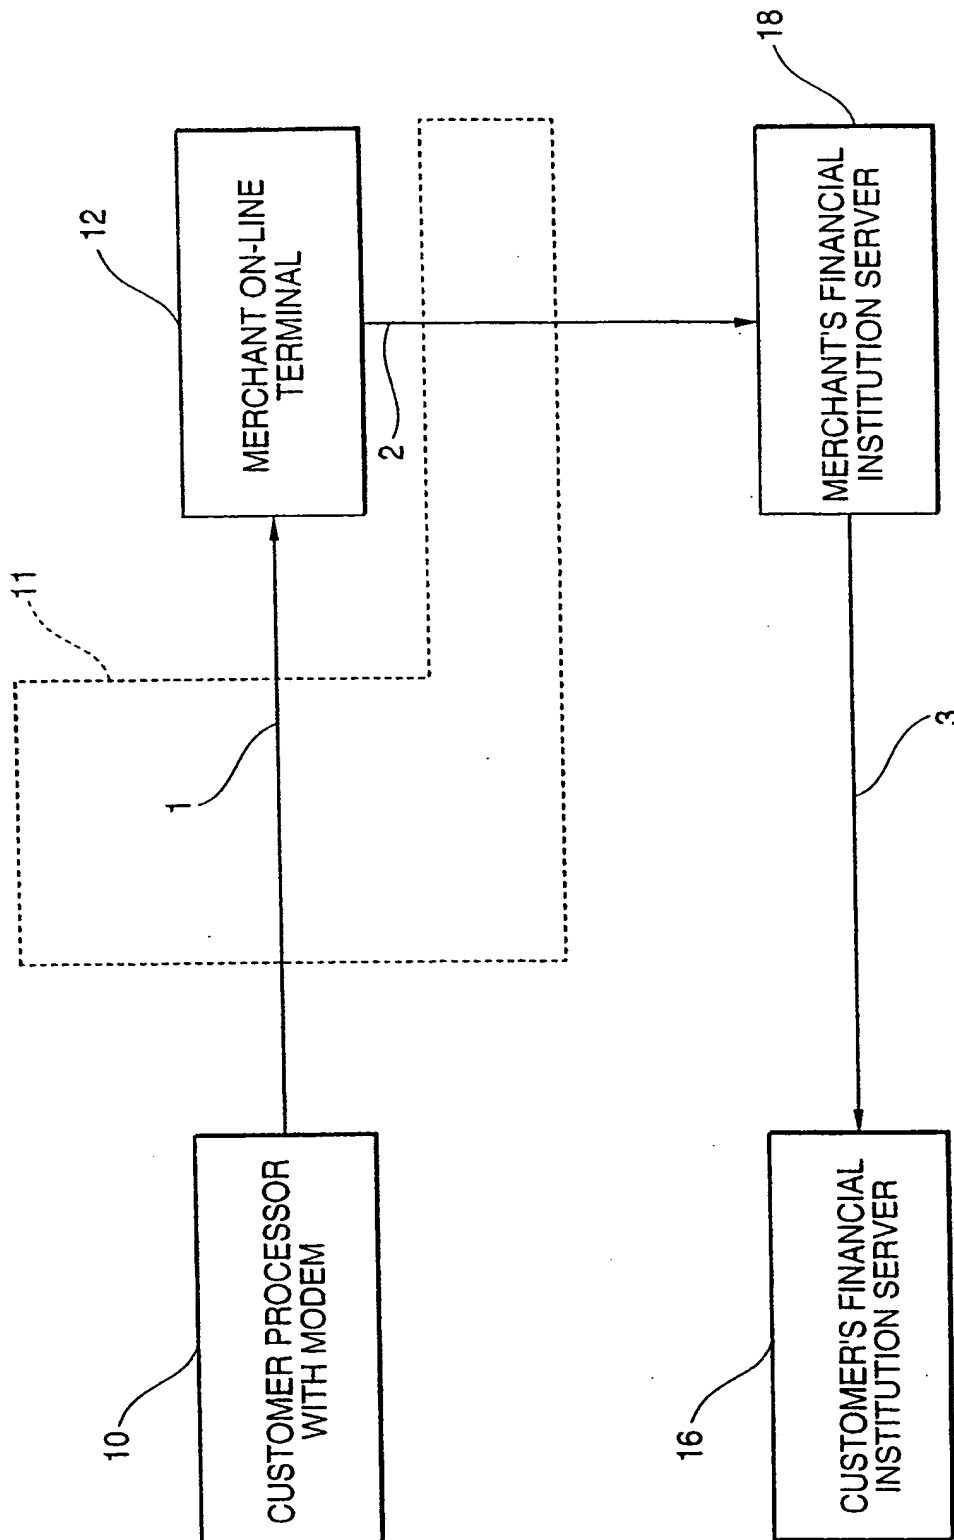 10
CUSTOMER PROCESSOR
WITH MODEM
1
11
12
MERCHANT ON-LINE
TERMINAL
2
16
CUSTOMER'S FINANCIAL
INSTITUTION SERVER
3
MERCHANT'S FINANCIAL
INSTITUTION SERVER
18